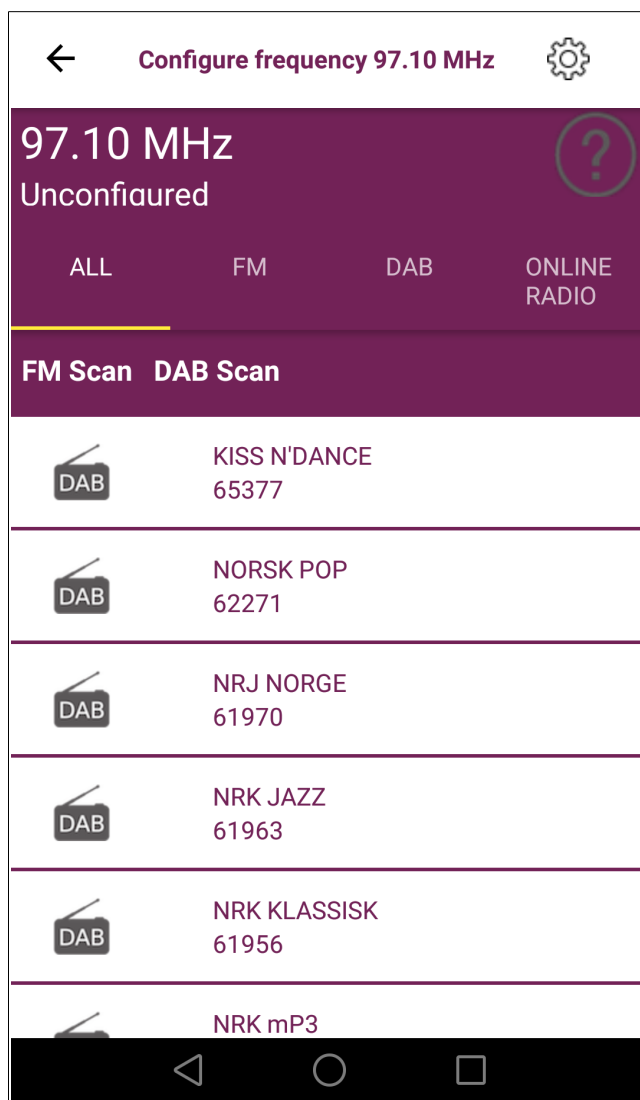 Configure frequency 97.10 MHz
97.10 MHz
?
Unconfigured
ALL FM DAB ONLINE RADIO
FM Scan DAB Scan
DAB
KISS N'DANCE
65377
DAB
NORSK POP
62271
DAB
NRJ NORGE
61970
DAB
NRK JAZZ
61963
DAB
NRK KLASSISK
61956
NRK mP3